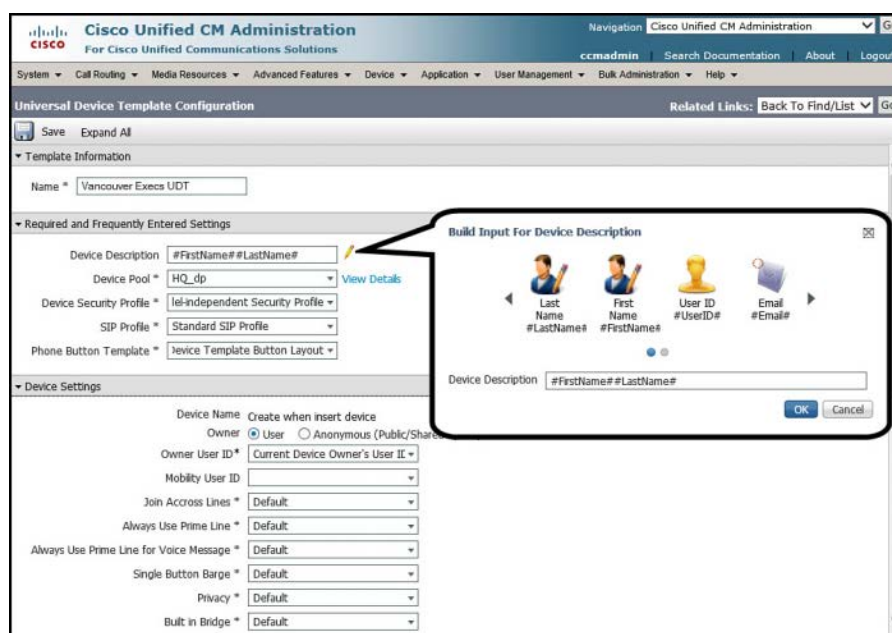 cisco
Cisco Unified CM Administration
For Cisco Unified Communications Solutions
Navigation Cisco Unified CM Administration
ccmadmin Search Documentation About Logout
System Call Routing Media Resources Advanced Features Device Application User Management Bulk Administration Help
Universal Device Template Configuration
Related Links: Back To Find/List
Save Expand All
Template Information
Name * Vancouver Execs UDT
Required and Frequently Entered Settings
Device Description #FirstName##LastName#
Device Pool * HQ_dp View Details
Device Security Profile * lel-independent Security Profile
SIP Profile * Standard SIP Profile
Phone Button Template * Device Template Button Layout
Build Input For Device Description
Last Name #LastName#
First Name #FirstName#
User ID #UserID#
Email #Email#
Device Description #FirstName##LastName#
OK Cancel
Device Settings
Device Name Create when insert device
Owner User Anonymous (Public/Shared
Owner User ID* Current Device Owner's User ID
Mobility User ID
Join Accross Lines * Default
Always Use Prime Line * Default
Always Use Prime Line for Voice Message * Default
Single Button Barge * Default
Privacy * Default
Built in Bridge * Default